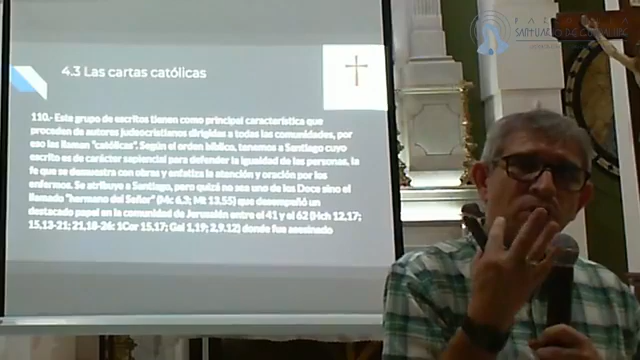 PARROQUIA
SANTUARIO DE
4.3 Las cartas católicas
110.- Este grupo de escritos tienen como principal característica que
proceden de autores judeocristianos dirigidas a todas las comunidades, por
eso las llaman "católicas". Según el orden bíblico, tenemos a Santiago cuyo
escrito es de carácter sapiencial para defender la igualdad de las personas, la
fe que se demuestra con obras y enfatiza la atención y oración por los
enfermos. Se atribuye a Santiago, pero quizá no sea uno de los Doce sino el
llamado "hermano del Señor" (Mc 6,3; Mt 13,55) que desempeñó un
destacado papel en la comunidad de Jerusalén entre el 41 y el 62 (Hch 12,17;
15,13-21; 21,18-26; 1Cor 15,17; Gal 1,19; 2,9.12) donde fue asesinado